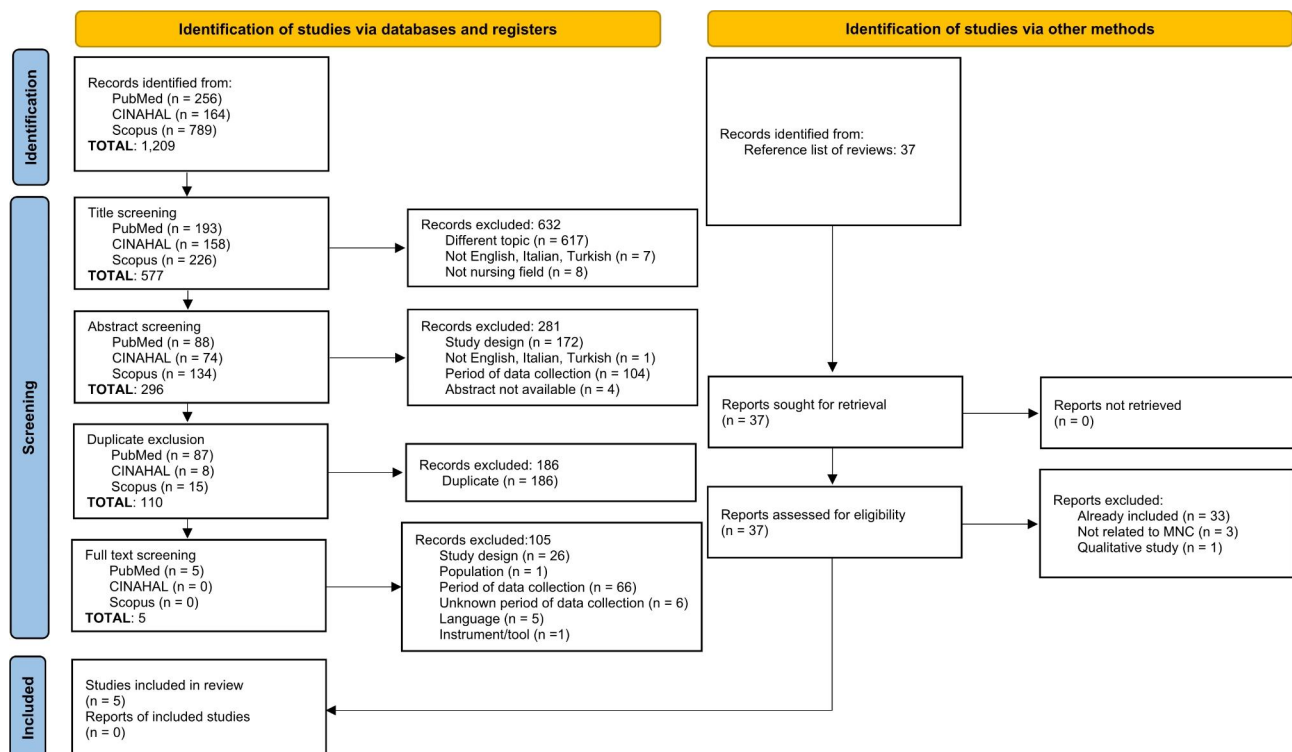 Identification of studies via databases and registers
Identification of studies via other methods
Identification
Records identified from:
PubMed (n = 256)
CINAHAL (n = 164)
Scopus (n = 789)
TOTAL: 1,209
Records identified from:
Reference list of reviews: 37
Screening
Title screening
PubMed (n = 193)
CINAHAL (n = 158)
Scopus (n = 226)
TOTAL: 577
Records excluded: 632
Different topic (n = 617)
Not English, Italian, Turkish (n = 7)
Not nursing field (n = 8)
Abstract screening
PubMed (n = 88)
CINAHAL (n = 74)
Scopus (n = 134)
TOTAL: 296
Records excluded: 281
Study design (n = 172)
Not English, Italian, Turkish (n = 1)
Period of data collection (n = 104)
Abstract not available (n = 4)
Reports sought for retrieval
(n = 37)
Reports not retrieved
(n = 0)
Duplicate exclusion
PubMed (n = 87)
CINAHAL (n = 8)
Scopus (n = 15)
TOTAL: 110
Records excluded: 186
Duplicate (n = 186)
Reports assessed for eligibility
(n = 37)
Reports excluded:
Already included (n = 33)
Not related to MNC (n = 3)
Qualitative study (n = 1)
Full text screening
PubMed (n = 5)
CINAHAL (n = 0)
Scopus (n = 0)
TOTAL: 5
Records excluded:105
Study design (n = 26)
Population (n = 1)
Period of data collection (n = 66)
Unknown period of data collection (n = 6)
Language (n = 5)
Instrument/tool (n =1)
Included
Studies included in review
(n = 5)
Reports of included studies
(n = 0)